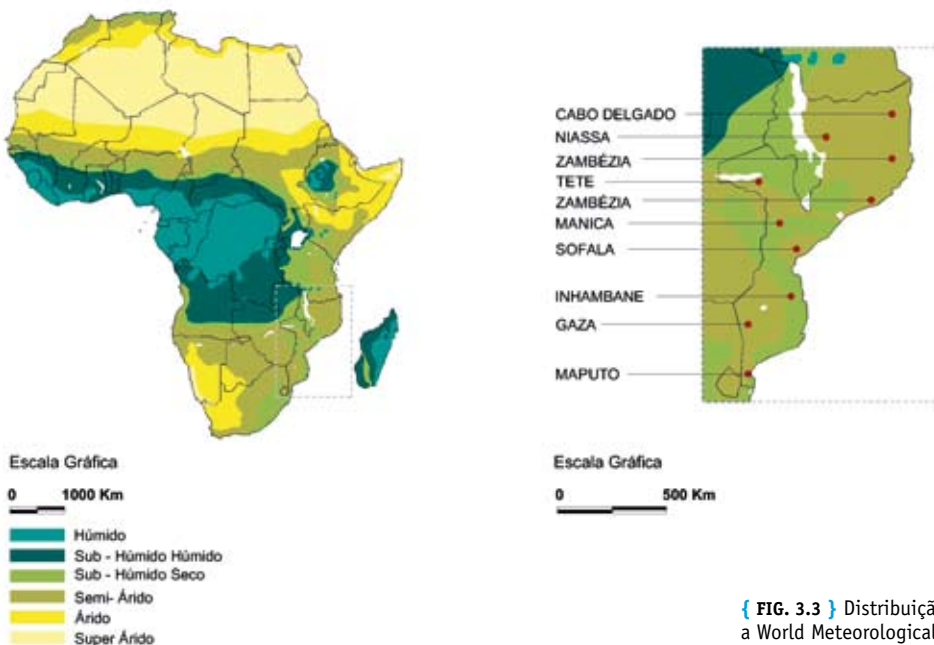 CABO DELGADO
NIASSA
ZAMBÉZIA
TETE
ZAMBÉZIA
MANICA
SOFALA
INHAMBANE
GAZA
MAPUTO
Escala Gráfica
0 1000 Km
Húmido
Sub - Húmido Húmido
Sub - Húmido Seco
Semi- Árido
Árido
Super Árido
Escala Gráfica
0 500 Km
{ FIG. 3.3 } Distribuiçã
a World Meteorological